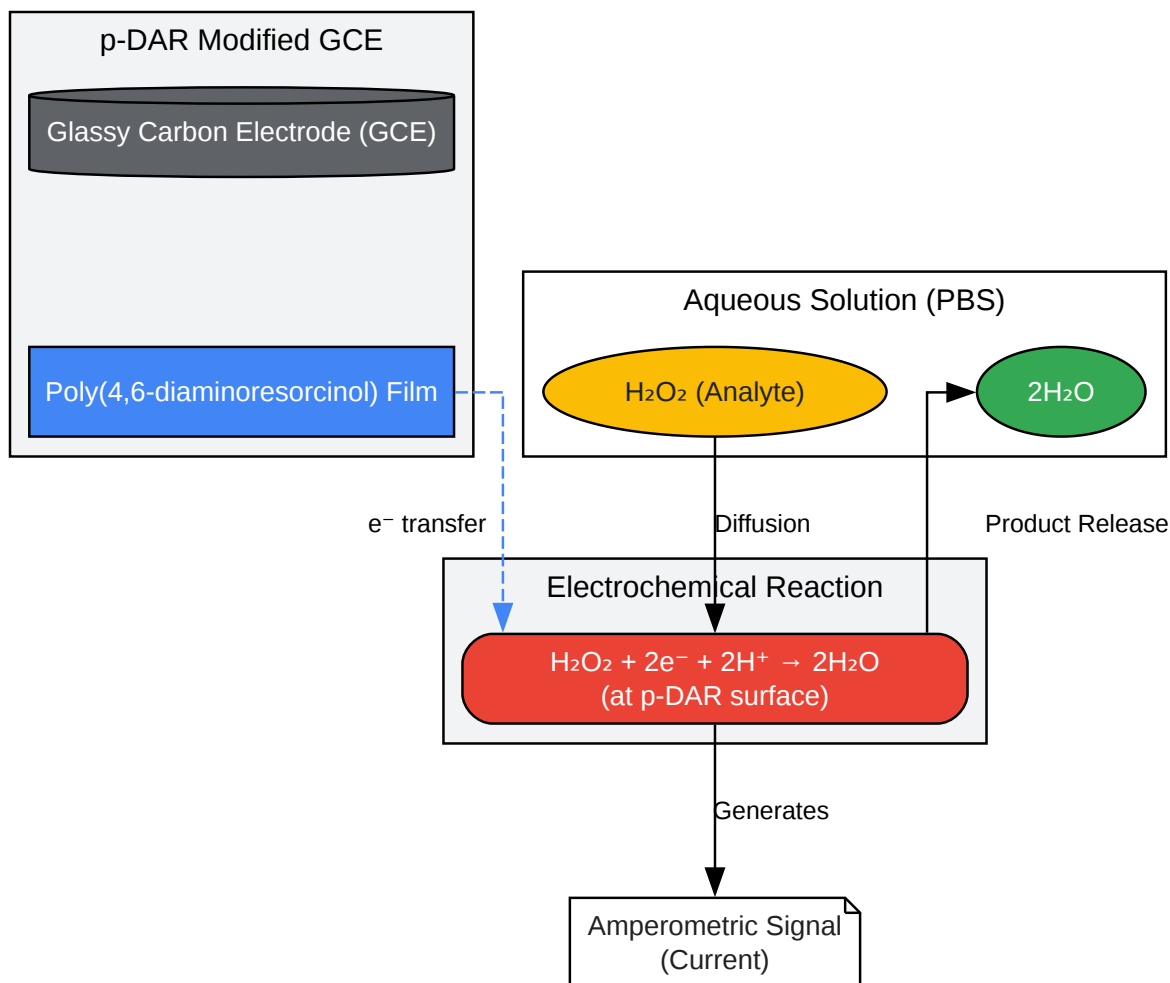 p-DAR Modified GCE
Glassy Carbon Electrode (GCE)
Aqueous Solution (PBS)
Poly(4,6-diaminoresorcinol) Film
H₂O₂ (Analyte)
2H₂O
e⁻ transfer
Diffusion
Product Release
Electrochemical Reaction
H₂O₂ + 2e⁻ + 2H⁺ → 2H₂O
(at p-DAR surface)
Generates
Amperometric Signal
(Current)